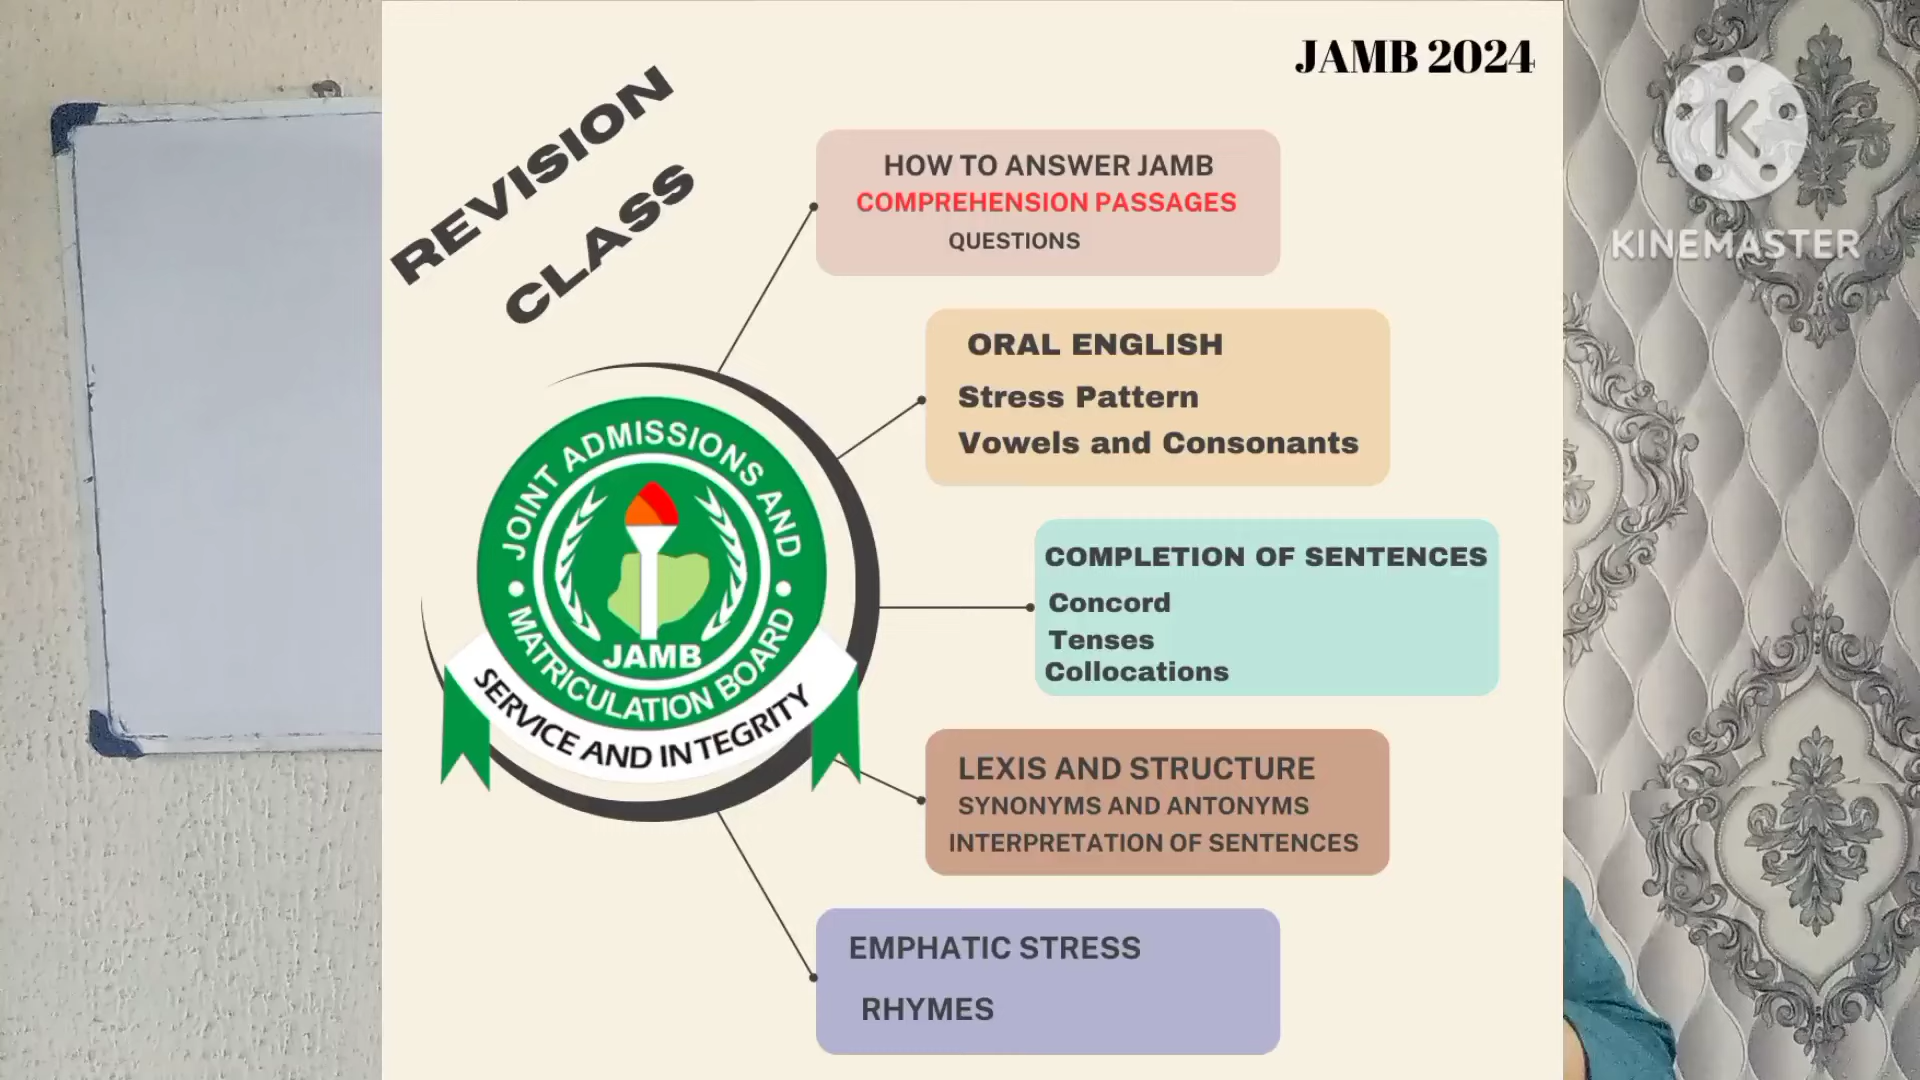 JAMB 2024
REVISION
CLASS
HOW TO ANSWER JAMB
COMPREHENSION PASSAGES
QUESTIONS
ORAL ENGLISH
Stress Pattern
Vowels and Consonants
COMPLETION OF SENTENCES
Concord
Tenses
Collocations
LEXIS AND STRUCTURE
SYNONYMS AND ANTONYMS
INTERPRETATION OF SENTENCES
EMPHATIC STRESS
RHYMES
JOINT ADMISSIONS AND
MATRICULATION BOARD
JAMB
SERVICE AND INTEGRITY
K
KINEMASTER